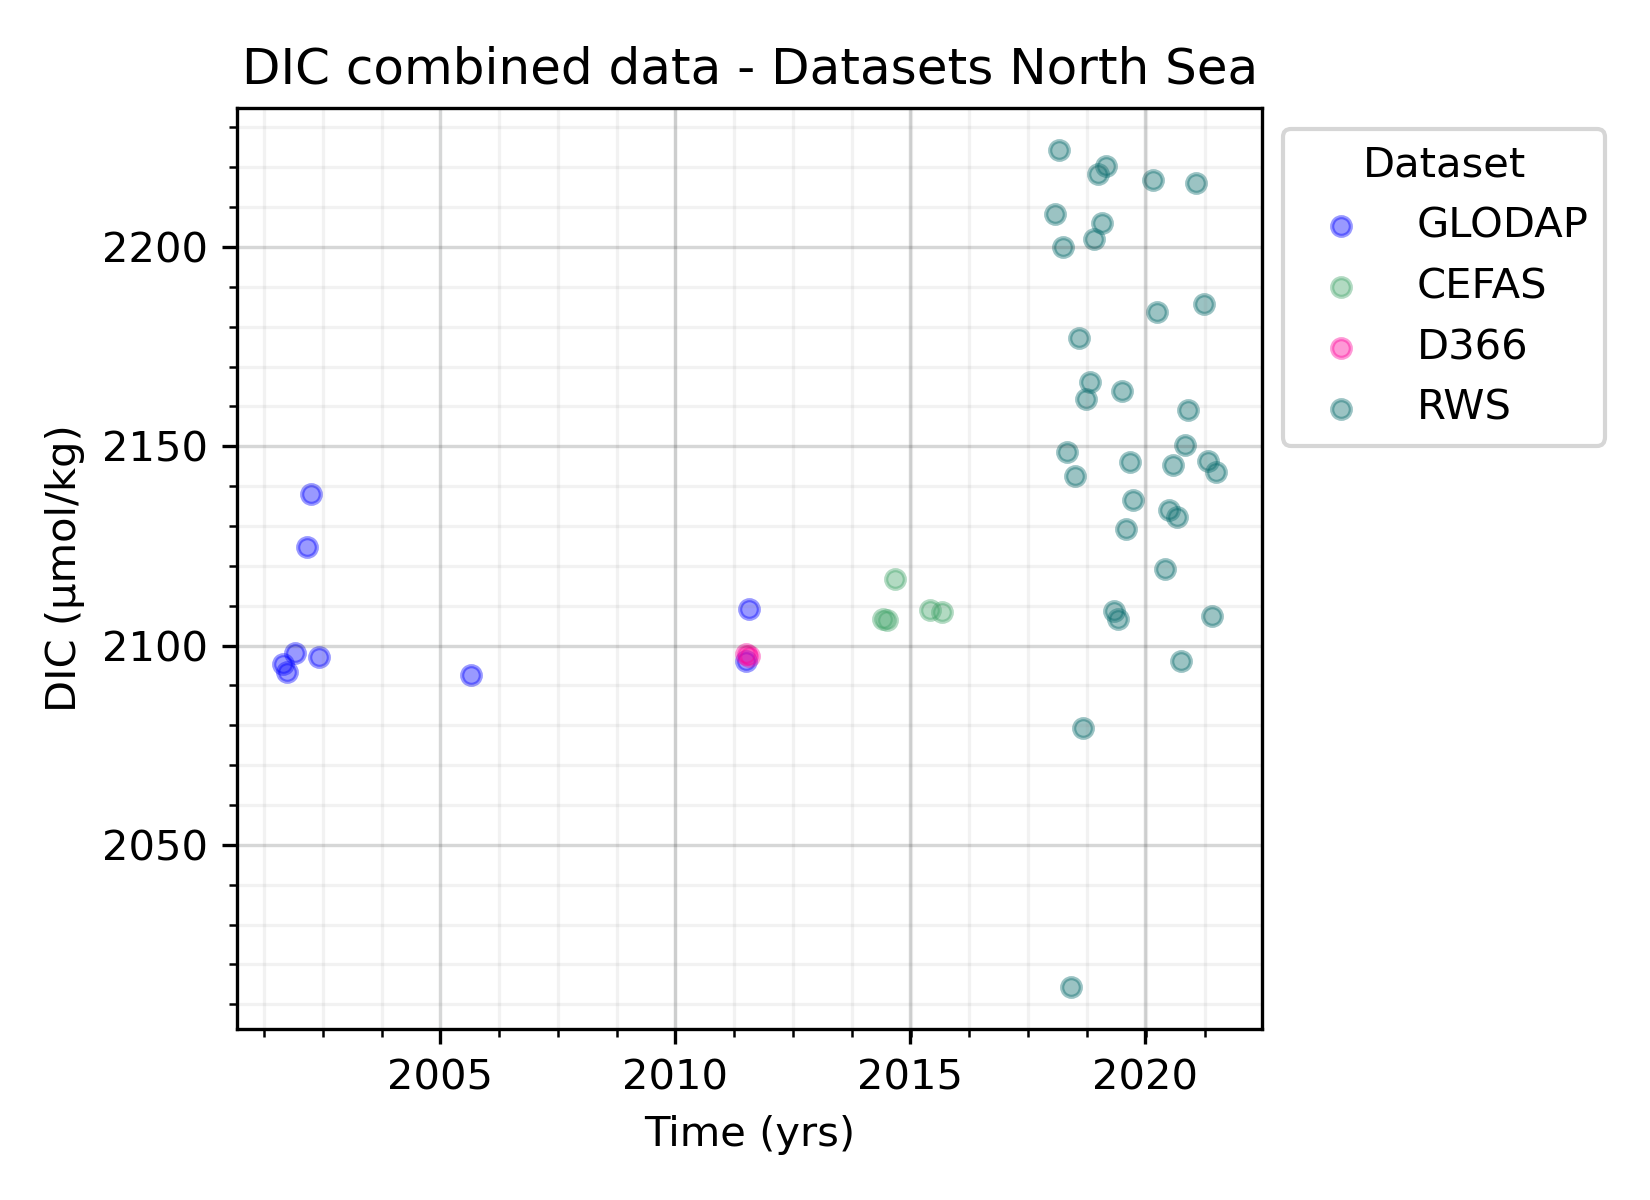 DIC combined data - Datasets North Sea
Dataset
GLODAP
CEFAS
D366
RWS
DIC (µmol/kg)
2200
2150
2100
2050
2005 2010 2015 2020
Time (yrs)